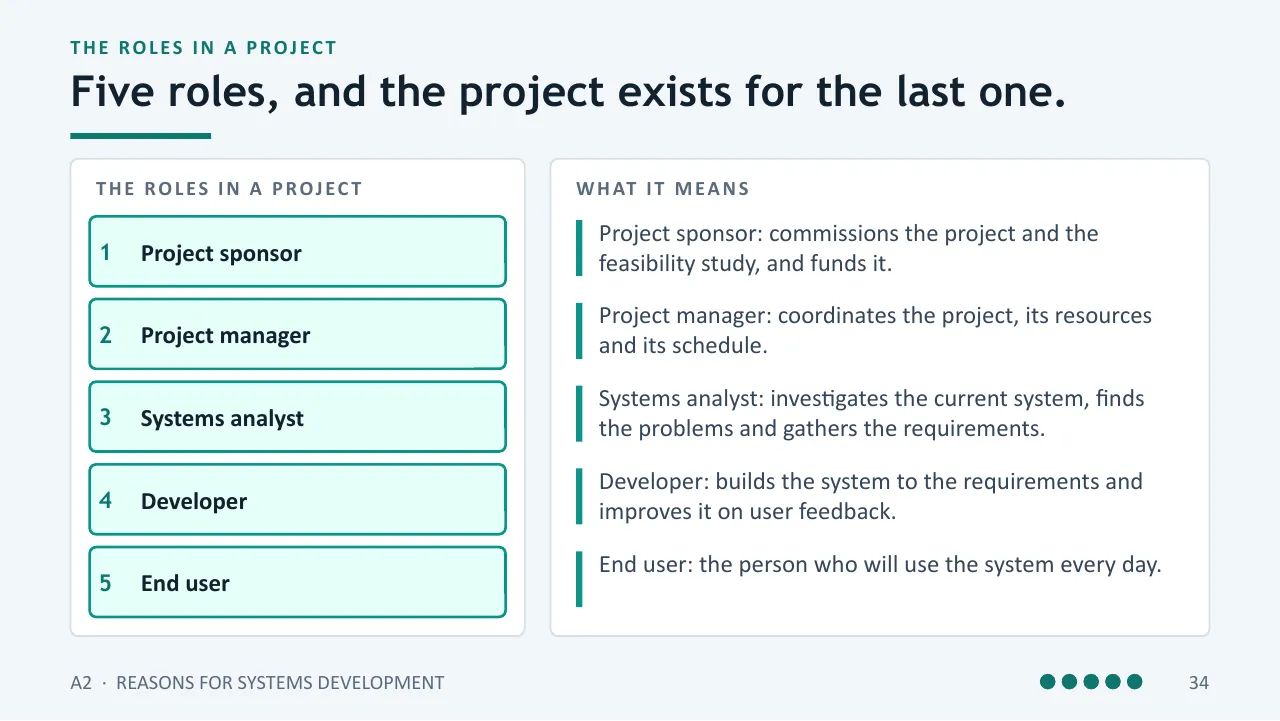 THE ROLES IN A PROJECT
Five roles, and the project exists for the last one.
THE ROLES IN A PROJECT
1 Project sponsor
2 Project manager
3 Systems analyst
4 Developer
5 End user
WHAT IT MEANS
Project sponsor: commissions the project and the
feasibility study, and funds it.
Project manager: coordinates the project, its resources
and its schedule.
Systems analyst: investigates the current system, finds
the problems and gathers the requirements.
Developer: builds the system to the requirements and
improves it on user feedback.
End user: the person who will use the system every day.
A2 · REASONS FOR SYSTEMS DEVELOPMENT
34